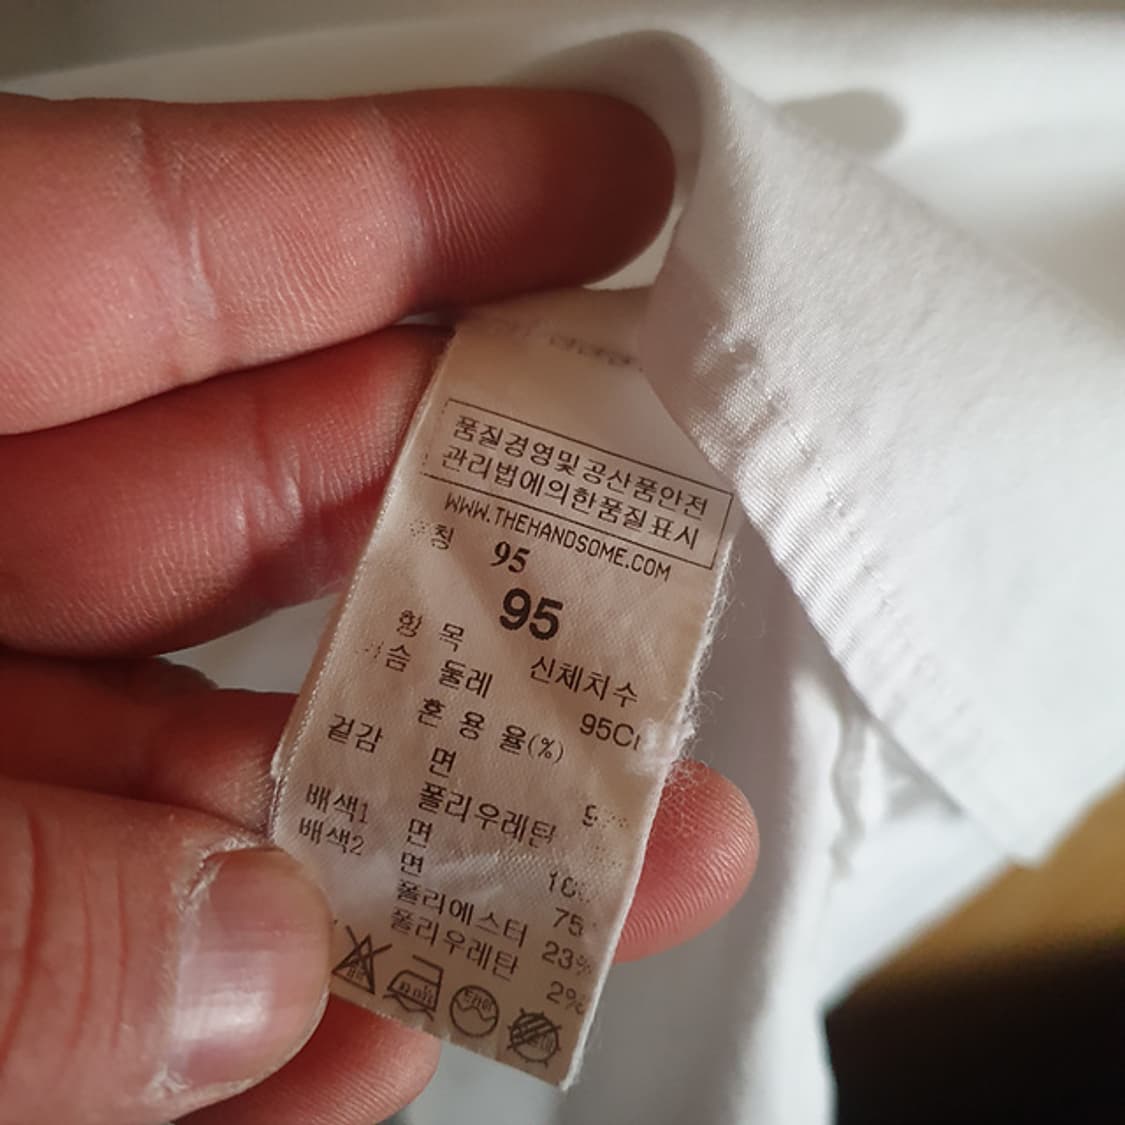 품질경영및공산품안전
관리법에의한품질표시
WWW.THEHANDSOME.COM
95
95
항 목 신체치수
둘레 95C
혼 용 율(%)
겉감 면
폴리우레탄
배색1 면
배색2 면 75
폴리에스터 23%
폴리우레탄 2%